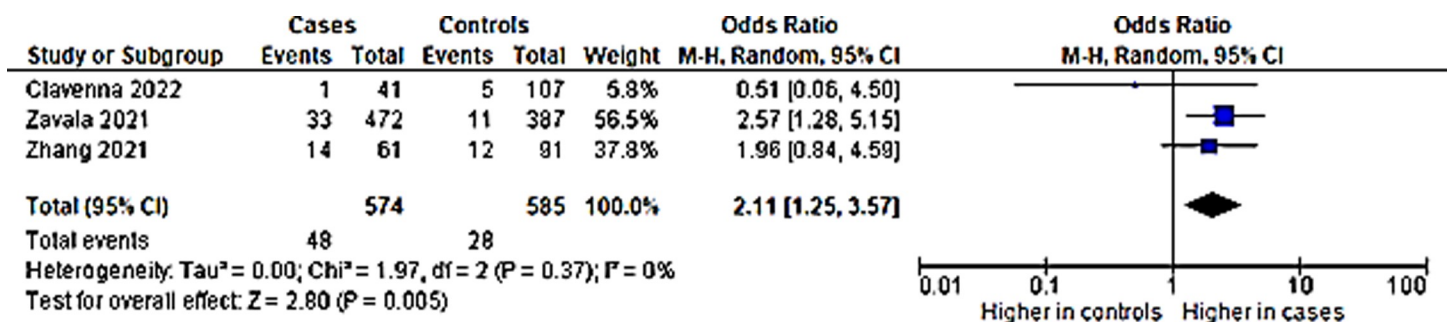 Cases Controls Odds Ratio Odds Ratio
Study or Subgroup Events Total Events Total Weight M-H, Random, 95% CI M-H, Random, 95% CI
Clavenna 2022 1 41 5 107 5.8% 0.51 [0.06, 4.50]
Zavala 2021 33 472 11 387 56.5% 2.57 [1.28, 5.15]
Zhang 2021 14 61 12 91 37.8% 1.96 [0.84, 4.59]
Total (95% CI) 574 585 100.0% 2.11 [1.25, 3.57]
Total events 48 28
Heterogeneity: Tau² = 0.00; Chi² = 1.97, df = 2 (P = 0.37); I² = 0%
Test for overall effect: Z = 2.80 (P = 0.005)
0.01 0.1 1 10 100
Higher in controls Higher in cases